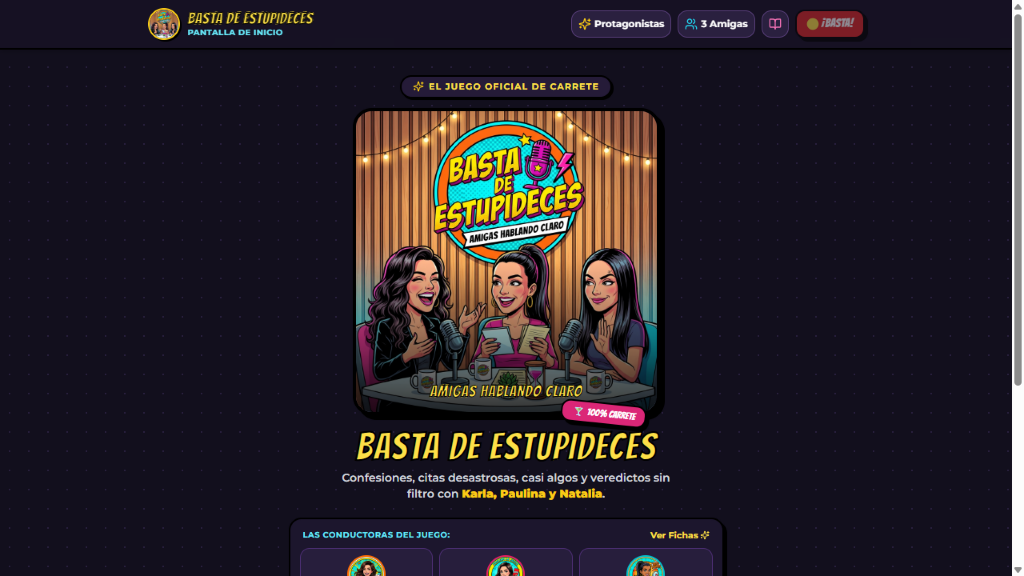 BASTA DE ESTUPIDECES
PANTALLA DE INICIO
Protagonistas
3 Amigas
¡BASTA!
EL JUEGO OFICIAL DE CARRETE
BASTA
DE
ESTUPIDECES
AMIGAS HABLANDO CLARO
AMIGAS HABLANDO CLARO
100% CARRETE
BASTA DE ESTUPIDECES
Confesiones, citas desastrosas, casi algos y veredictos sin
filtro con Karla, Paulina y Natalia.
LAS CONDUCTORAS DEL JUEGO:
Ver Fichas